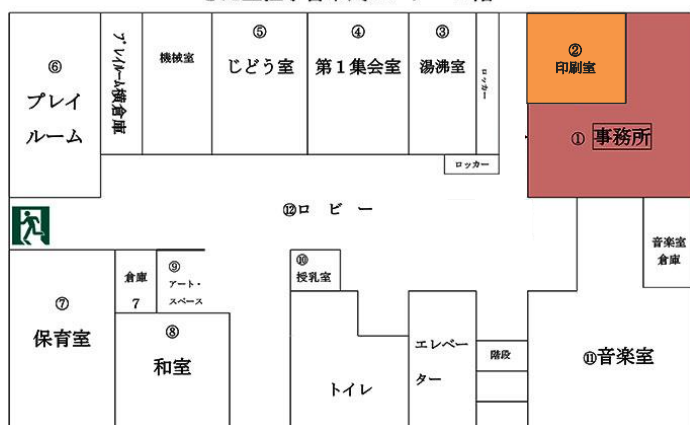 ⑥
プレイ
ルーム
プレイルーム横倉庫
機械室
⑤
じどう室
④
第1集会室
③
湯沸室
ロッカー
ロッカー
②
印刷室
① 事務所
⑫ロ ビ ー
音楽室
倉庫
⑦
保育室
倉庫
7
⑨
アート・
スペース
⑧
和室
⑩
授乳室
トイレ
エレベー
ター
階段
⑪音楽室